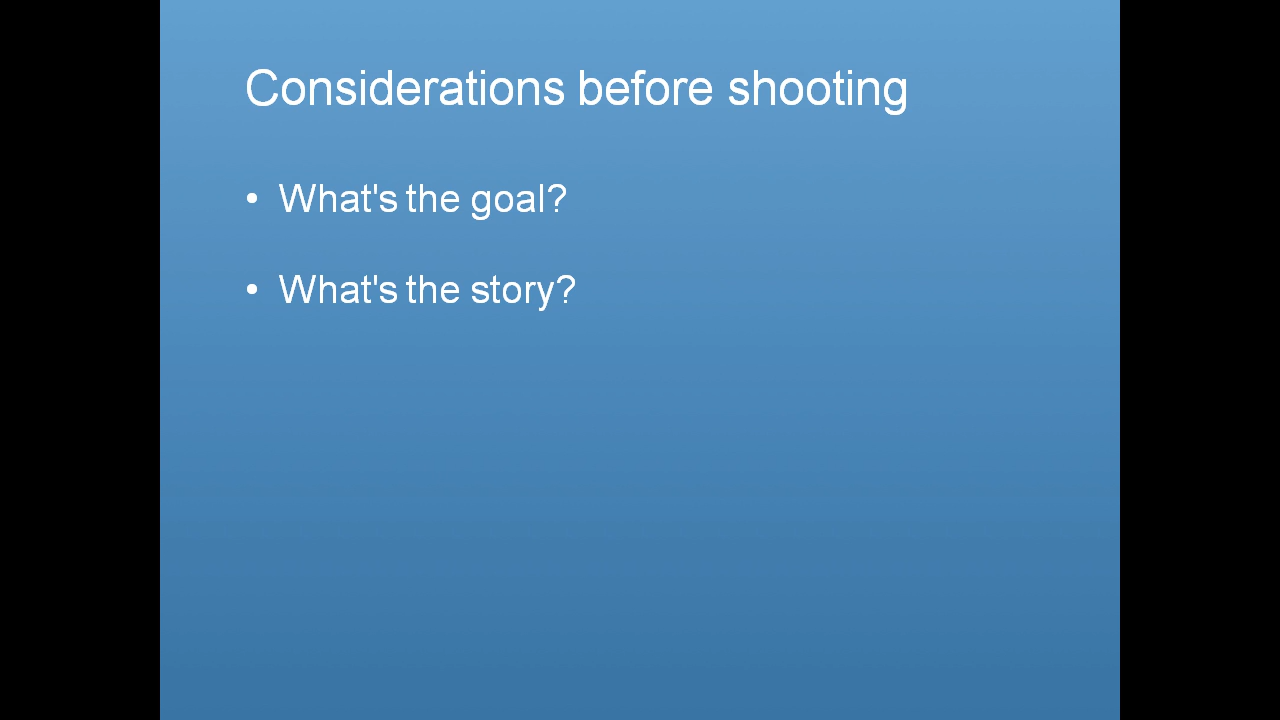 Considerations before shooting
• What's the goal?
• What's the story?